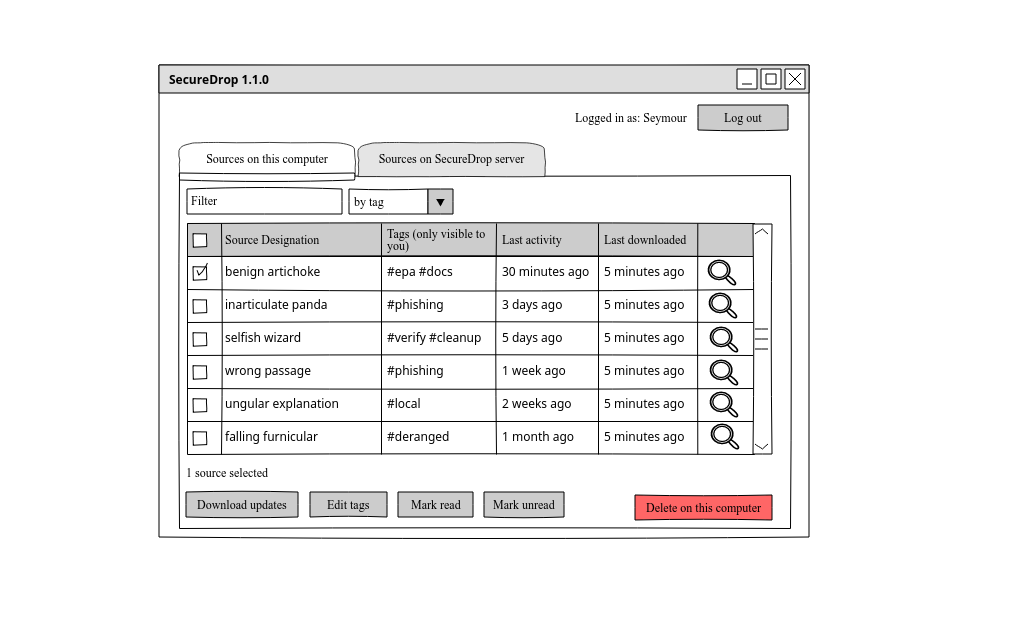 SecureDrop 1.1.0
Logged in as: Seymour
Log out
Sources on this computer
Sources on SecureDrop server
Filter
by tag
Source Designation
Tags (only visible to
you)
Last activity
Last downloaded
benign artichoke
#epa #docs
30 minutes ago
5 minutes ago
inarticulate panda
#phishing
3 days ago
5 minutes ago
selfish wizard
#verify #cleanup
5 days ago
5 minutes ago
wrong passage
#phishing
1 week ago
5 minutes ago
ungular explanation
#local
2 weeks ago
5 minutes ago
falling furnicular
#deranged
1 month ago
5 minutes ago
1 source selected
Download updates
Edit tags
Mark read
Mark unread
Delete on this computer